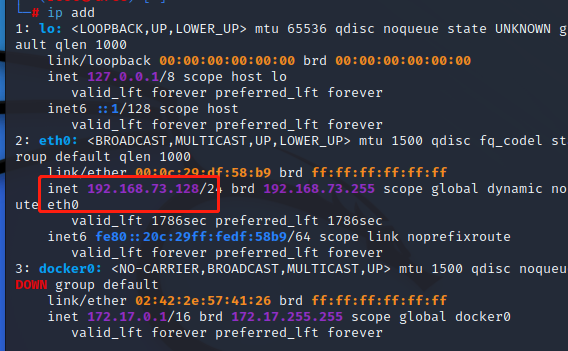 # ip add
1: lo: <LOOPBACK,UP,LOWER_UP> mtu 65536 qdisc noqueue state UNKNOWN g
ault qlen 1000
link/loopback 00:00:00:00:00:00 brd 00:00:00:00:00:00
inet 127.0.0.1/8 scope host lo
valid_lft forever preferred_lft forever
inet6 ::1/128 scope host
valid_lft forever preferred_lft forever
2: eth0: <BROADCAST,MULTICAST,UP,LOWER_UP> mtu 1500 qdisc fq_codel st
roup default qlen 1000
link/ether 00:0c:29:df:58:b9 brd ff:ff:ff:ff:ff:ff
inet 192.168.73.128/24 brd 192.168.73.255 scope global dynamic no
ute eth0
valid_lft 1786sec preferred_lft 1786sec
inet6 fe80::20c:29ff:fedf:58b9/64 scope link noprefixroute
valid_lft forever preferred_lft forever
3: docker0: <NO-CARRIER,BROADCAST,MULTICAST,UP> mtu 1500 qdisc noqueu
DOWN group default
link/ether 02:42:2e:57:41:26 brd ff:ff:ff:ff:ff:ff
inet 172.17.0.1/16 brd 172.17.255.255 scope global docker0
valid_lft forever preferred_lft forever